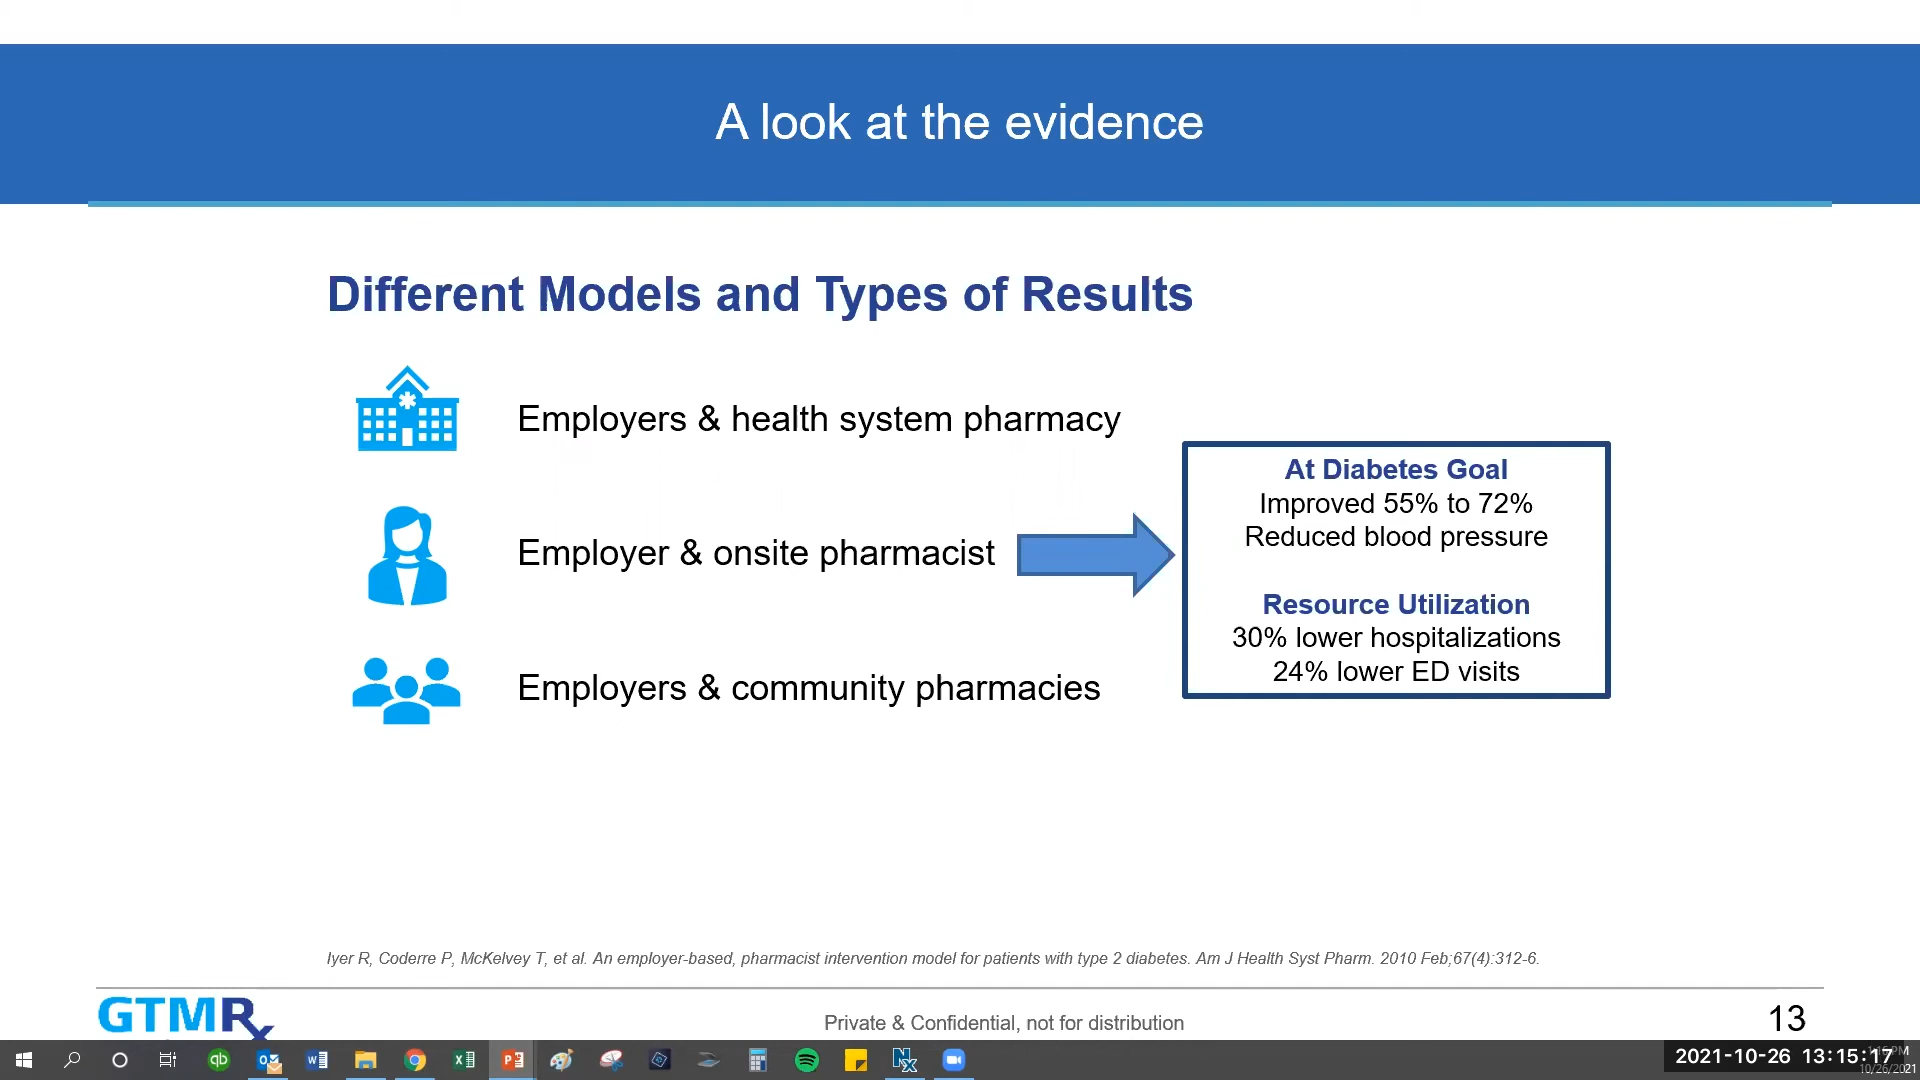 A look at the evidence
Different Models and Types of Results
Employers & health system pharmacy
Employer & onsite pharmacist
Employers & community pharmacies
At Diabetes Goal
Improved 55% to 72%
Reduced blood pressure
Resource Utilization
30% lower hospitalizations
24% lower ED visits
Iyer R, Coderre P, McKelvey T, et al. An employer-based, pharmacist intervention model for patients with type 2 diabetes. Am J Health Syst Pharm. 2010 Feb;67(4):312-6.
GTMRx
Private & Confidential, not for distribution
13
2021-10-26 13:15:17
10/26/2021